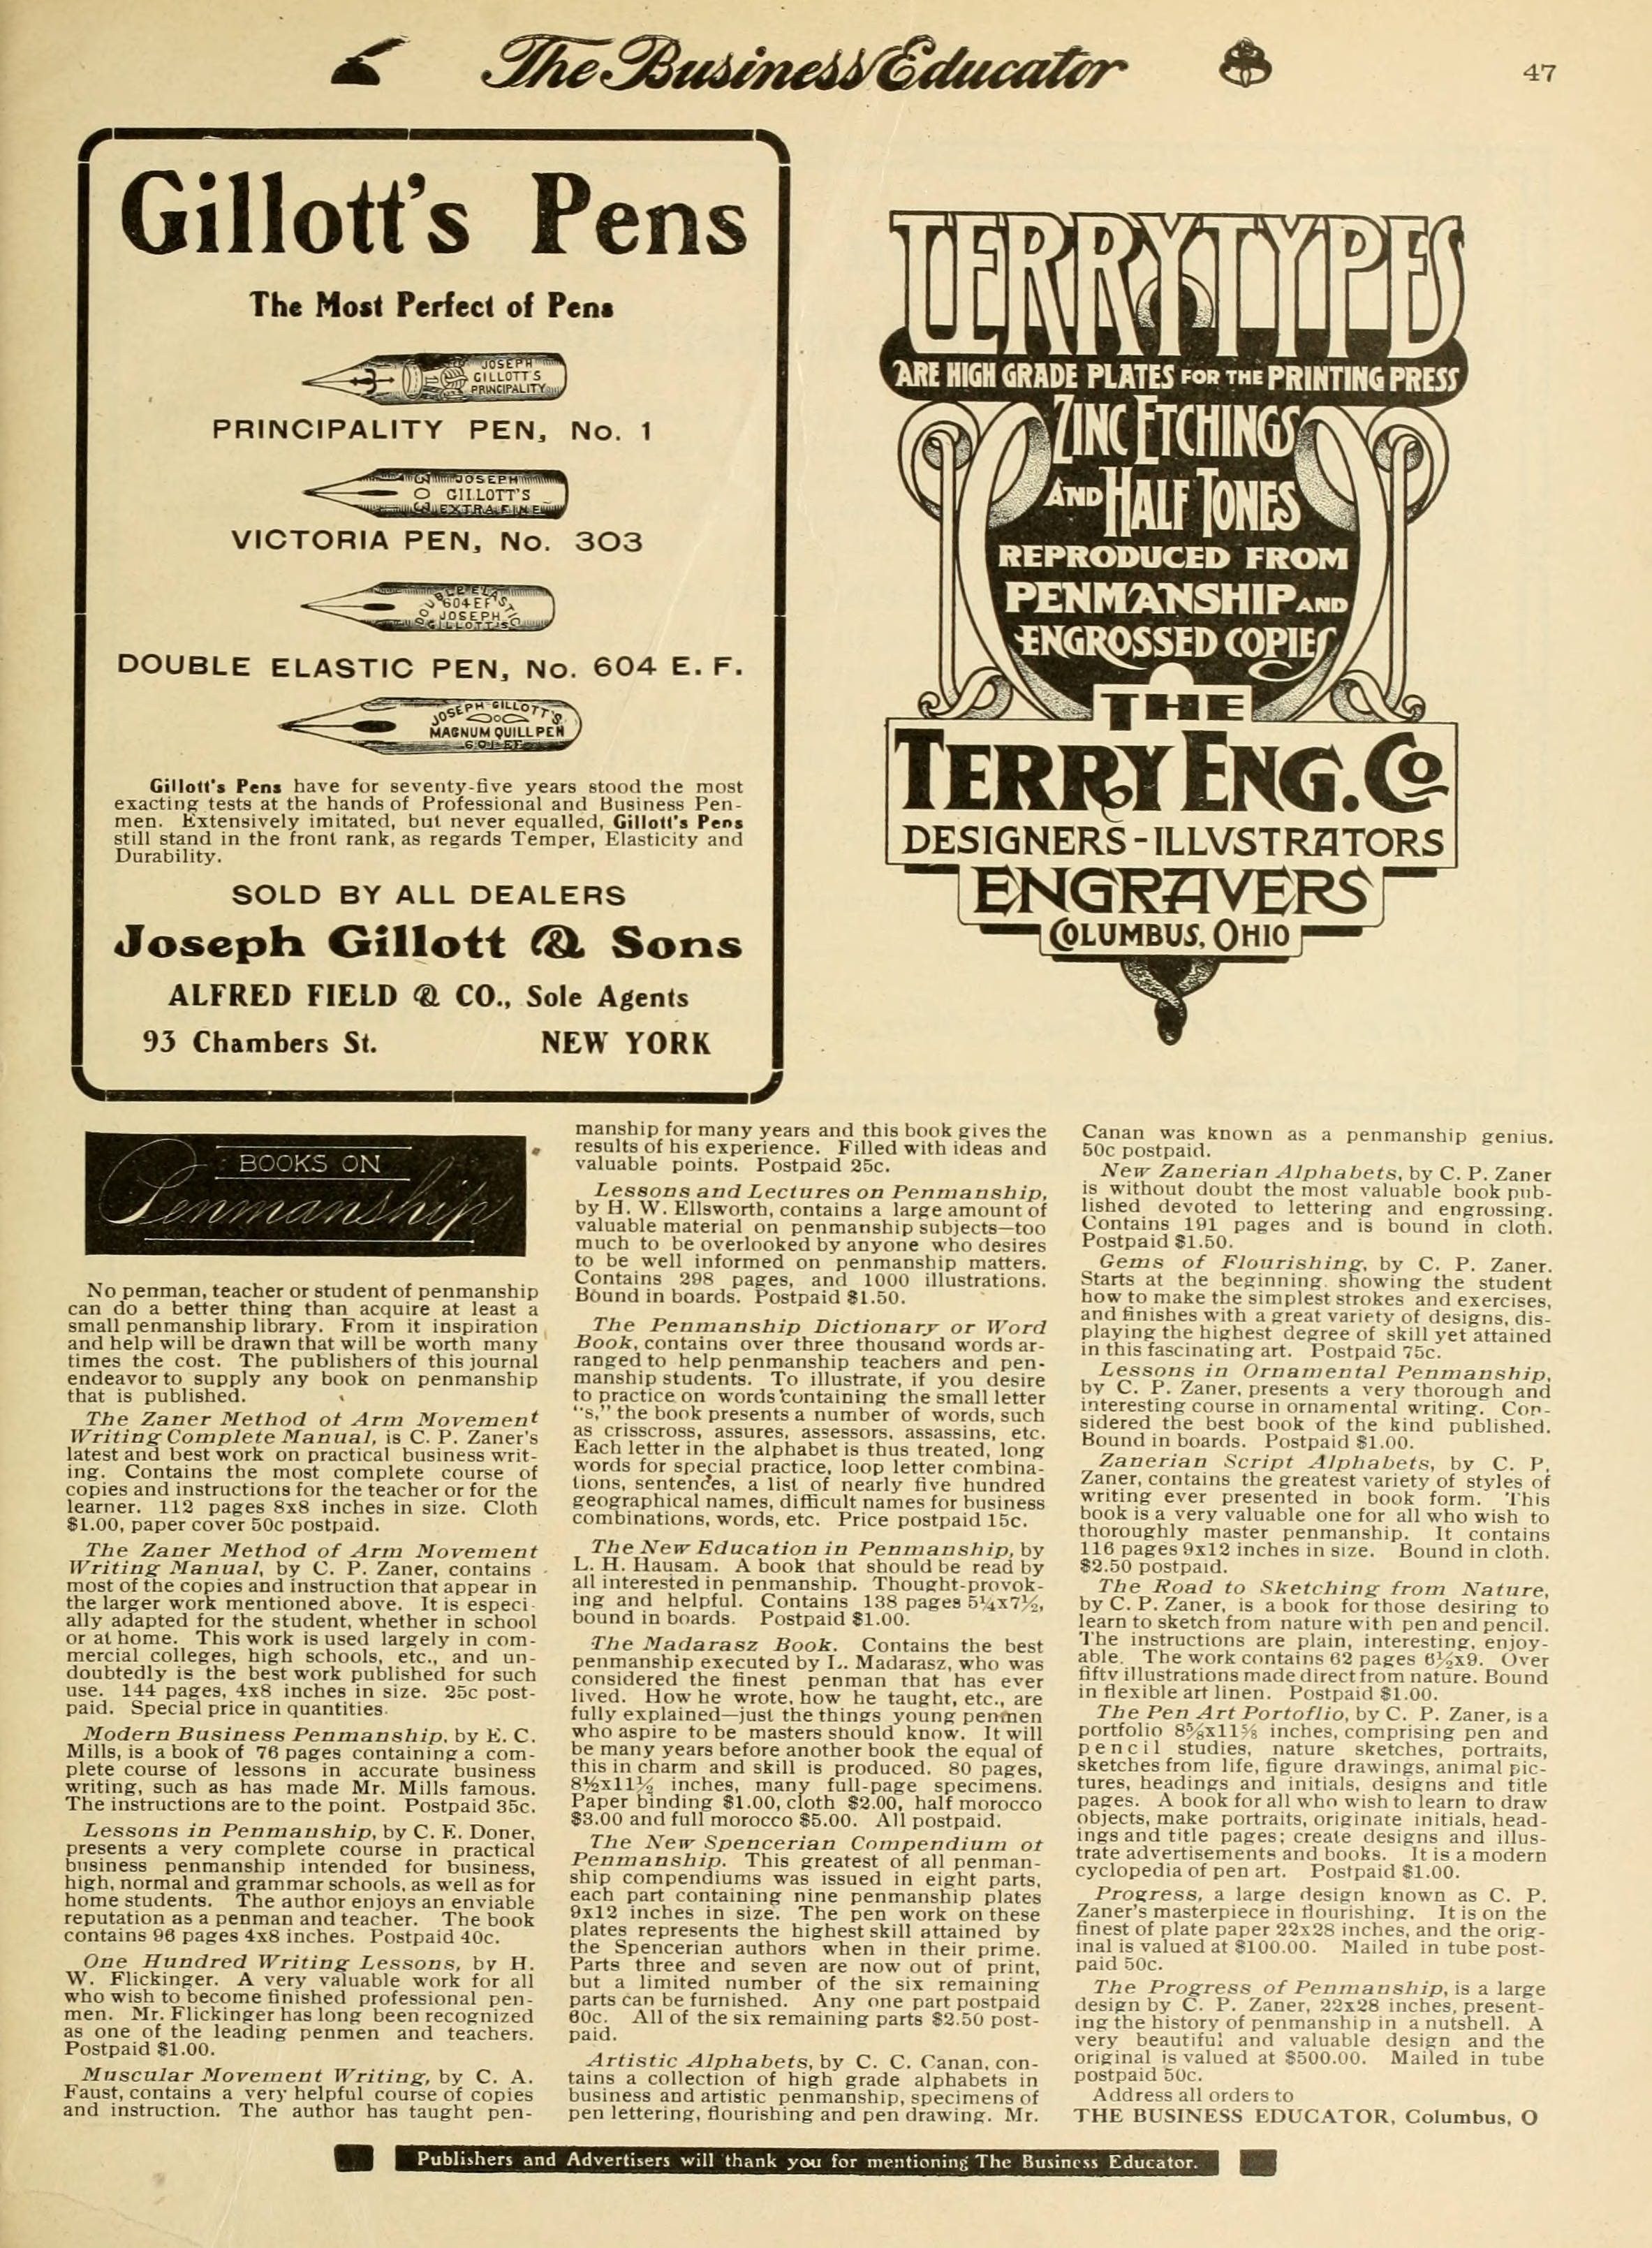 The Business Educator
47
Gillott's Pens
The Most Perfect of Pens
JOSEPH
GILLOTT'S
PRINCIPALITY
PRINCIPALITY PEN, No. 1
303
JOSEPH
GILLOTT'S
EXTRA FINE
VICTORIA PEN, No. 303
DOUBLE ELASTIC
604 EF
JOSEPH
GILLOTT'S
DOUBLE ELASTIC PEN, No. 604 E. F.
JOSEPH GILLOTT'S
MAGNUM QUILL PEN
601 EF
Gillott's Pens have for seventy-five years stood the most
exacting tests at the hands of Professional and Business Pen-
men. Extensively imitated, but never equalled, Gillott's Pens
still stand in the front rank, as regards Temper, Elasticity and
Durability.
SOLD BY ALL DEALERS
Joseph Gillott & Sons
ALFRED FIELD & CO., Sole Agents
93 Chambers St. NEW YORK
TERRYTYPES
ARE HIGH GRADE PLATES FOR THE PRINTING PRESS
ZINC ETCHINGS
AND HALF TONES
REPRODUCED FROM
PENMANSHIP AND
ENGROSSED COPIES
THE
TERRY ENG. CO
DESIGNERS-ILLVSTRATORS
ENGRAVERS
COLUMBUS, OHIO
BOOKS ON
Penmanship
No penman, teacher or student of penmanship
can do a better thing than acquire at least a
small penmanship library. From it inspiration
and help will be drawn that will be worth many
times the cost. The publishers of this journal
endeavor to supply any book on penmanship
that is published.
The Zaner Method of Arm Movement
Writing Complete Manual, is C. P. Zaner's
latest and best work on practical business writ-
ing. Contains the most complete course of
copies and instructions for the teacher or for the
learner. 112 pages 8x8 inches in size. Cloth
$1.00, paper cover 50c postpaid.
The Zaner Method of Arm Movement
Writing Manual, by C. P. Zaner, contains
most of the copies and instruction that appear in
the larger work mentioned above. It is especi-
ally adapted for the student, whether in school
or at home. This work is used largely in com-
mercial colleges, high schools, etc., and un-
doubtedly is the best work published for such
use. 144 pages, 4x8 inches in size. 25c post-
paid. Special price in quantities.
Modern Business Penmanship, by E. C.
Mills, is a book of 76 pages containing a com-
plete course of lessons in accurate business
writing, such as has made Mr. Mills famous.
The instructions are to the point. Postpaid 35c.
Lessons in Penmanship, by C. E. Doner,
presents a very complete course in practical
business penmanship intended for business,
high, normal and grammar schools, as well as for
home students. The author enjoys an enviable
reputation as a penman and teacher. The book
contains 96 pages 4x8 inches. Postpaid 40c.
One Hundred Writing Lessons, by H.
W. Flickinger. A very valuable work for all
who wish to become finished professional pen-
men. Mr. Flickinger has long been recognized
as one of the leading penmen and teachers.
Postpaid $1.00.
Muscular Movement Writing, by C. A.
Faust, contains a very helpful course of copies
and instruction. The author has taught pen-
manship for many years and this book gives the
results of his experience. Filled with ideas and
valuable points. Postpaid 25c.
Lessons and Lectures on Penmanship,
by H. W. Ellsworth, contains a large amount of
valuable material on penmanship subjects—too
much to be overlooked by anyone who desires
to be well informed on penmanship matters.
Contains 298 pages, and 1000 illustrations.
Bound in boards. Postpaid $1.50.
The Penmanship Dictionary or Word
Book, contains over three thousand words ar-
ranged to help penmanship teachers and pen-
manship students. To illustrate, if you desire
to practice on words containing the small letter
"s," the book presents a number of words, such
as crisscross, assures, assessors, assassins, etc.
Each letter in the alphabet is thus treated, long
words for special practice, loop letter combina-
tions, sentences, a list of nearly five hundred
geographical names, difficult names for business
combinations, words, etc. Price postpaid 15c.
The New Education in Penmanship, by
L. H. Hausam. A book that should be read by
all interested in penmanship. Thought-provok-
ing and helpful. Contains 138 pages 5¼x7½,
bound in boards. Postpaid $1.00.
The Madarasz Book. Contains the best
penmanship executed by L. Madarasz, who was
considered the finest penman that has ever
lived. How he wrote, how he taught, etc., are
fully explained—just the things young penmen
who aspire to be masters should know. It will
be many years before another book the equal of
this in charm and skill is produced. 80 pages,
8½x11¼ inches, many full-page specimens.
Paper binding $1.00, cloth $2.00, half morocco
$3.00 and full morocco $5.00. All postpaid.
The New Spencerian Compendium of
Penmanship. This greatest of all penman-
ship compendiums was issued in eight parts,
each part containing nine penmanship plates
9x12 inches in size. The pen work on these
plates represents the highest skill attained by
the Spencerian authors when in their prime.
Parts three and seven are now out of print,
but a limited number of the six remaining
parts can be furnished. Any one part postpaid
60c. All of the six remaining parts $2.50 post-
paid.
Artistic Alphabets, by C. C. Canan, con-
tains a collection of high grade alphabets in
business and artistic penmanship, specimens of
pen lettering, flourishing and pen drawing. Mr.
Canan was known as a penmanship genius.
50c postpaid.
New Zanerian Alphabets, by C. P. Zaner
is without doubt the most valuable book pub-
lished devoted to lettering and engrossing.
Contains 191 pages and is bound in cloth.
Postpaid $1.50.
Gems of Flourishing, by C. P. Zaner.
Starts at the beginning, showing the student
how to make the simplest strokes and exercises,
and finishes with a great variety of designs, dis-
playing the highest degree of skill yet attained
in this fascinating art. Postpaid 75c.
Lessons in Ornamental Penmanship,
by C. P. Zaner, presents a very thorough and
interesting course in ornamental writing. Con-
sidered the best book of the kind published.
Bound in boards. Postpaid $1.00.
Zanerian Script Alphabets, by C. P.
Zaner, contains the greatest variety of styles of
writing ever presented in book form. This
book is a very valuable one for all who wish to
thoroughly master penmanship. It contains
116 pages 9x12 inches in size. Bound in cloth.
$2.50 postpaid.
The Road to Sketching from Nature,
by C. P. Zaner, is a book for those desiring to
learn to sketch from nature with pen and pencil.
The instructions are plain, interesting, enjoy-
able. The work contains 62 pages 6½x9. Over
fifty illustrations made direct from nature. Bound
in flexible art linen. Postpaid $1.00.
The Pen Art Portoflio, by C. P. Zaner, is a
portfolio 8⅝x11⅝ inches, comprising pen and
pencil studies, nature sketches, portraits,
sketches from life, figure drawings, animal pic-
tures, headings and initials, designs and title
pages. A book for all who wish to learn to draw
objects, make portraits, originate initials, head-
ings and title pages; create designs and illus-
trate advertisements and books. It is a modern
cyclopedia of pen art. Postpaid $1.00.
Progress, a large design known as C. P.
Zaner's masterpiece in flourishing. It is on the
finest of plate paper 22x28 inches, and the orig-
inal is valued at $100.00. Mailed in tube post-
paid 50c.
The Progress of Penmanship, is a large
design by C. P. Zaner, 22x28 inches, present-
ing the history of penmanship in a nutshell. A
very beautiful and valuable design and the
original is valued at $500.00. Mailed in tube
postpaid 50c.
Address all orders to
THE BUSINESS EDUCATOR, Columbus, O
Publishers and Advertisers will thank you for mentioning The Business Educator.